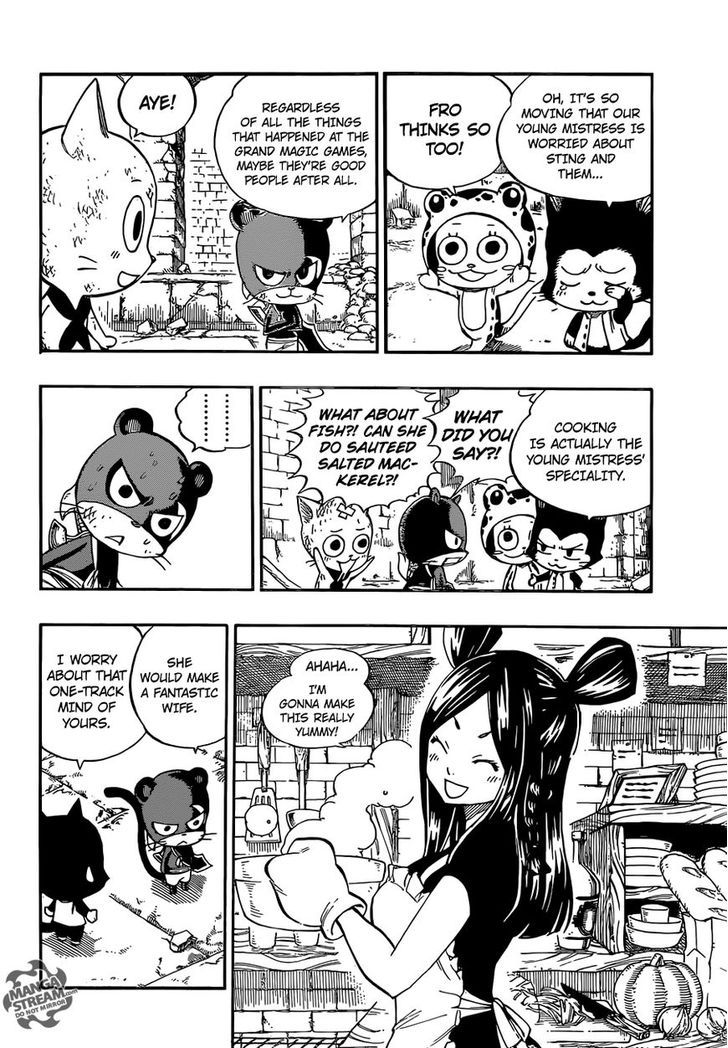 OH, IT'S SO
MOVING THAT OUR
YOUNG MISTRESS IS
WORRIED ABOUT
STING AND
THEM...
FRO
THINKS SO
TOO!
REGARDLESS
OF ALL THE THINGS
THAT HAPPENED AT THE
GRAND MAGIC GAMES,
MAYBE THEY'RE GOOD
PEOPLE AFTER ALL.
AYE!
COOKING
IS ACTUALLY THE
YOUNG MISTRESS'
SPECIALITY.
WHAT
DID YOU
SAY?!
WHAT ABOUT
FISH?! CAN SHE
DO SAUTEED
SALTED MAC-
KEREL?!
AHAHA...
I'M
GONNA MAKE
THIS REALLY
YUMMY!
SHE
WOULD MAKE
A FANTASTIC
WIFE.
I WORRY
ABOUT THAT
ONE-TRACK
MIND OF
YOURS.
MANGA
STREAM.COM
DO NOT MIRROR